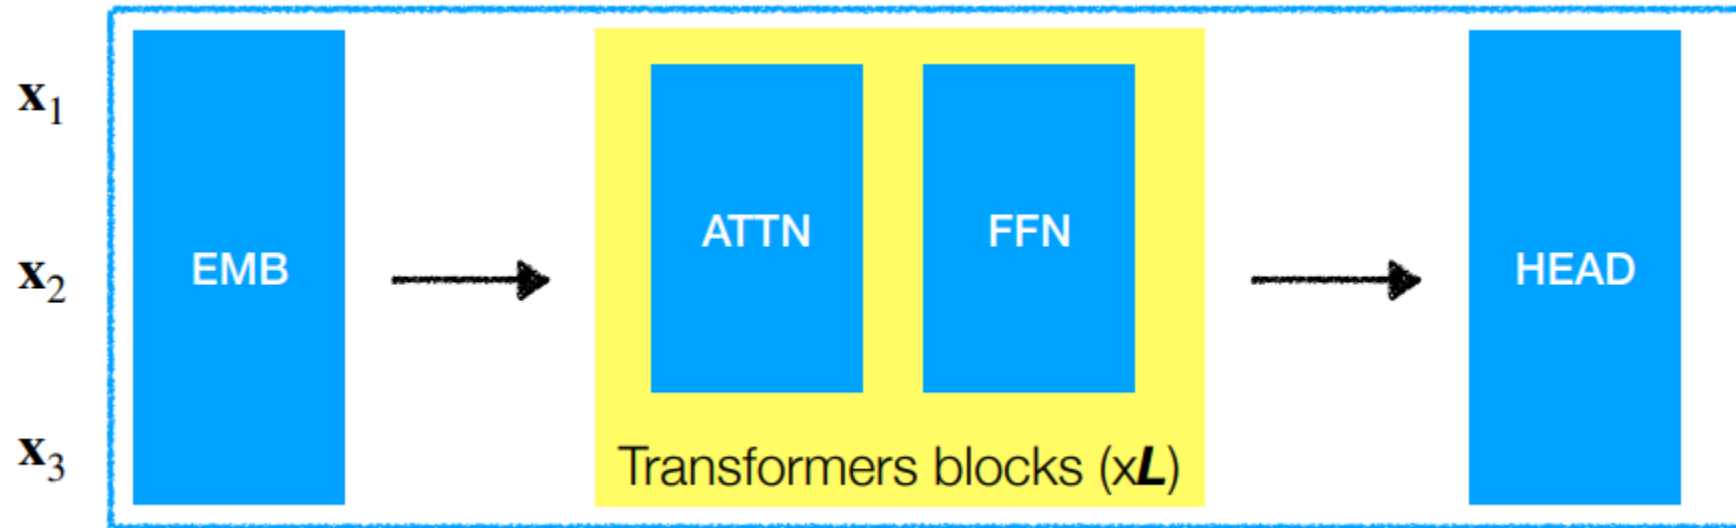 x₁
ATTN FFN
EMB
x₂
HEAD
x₃
Transformers blocks (xL)